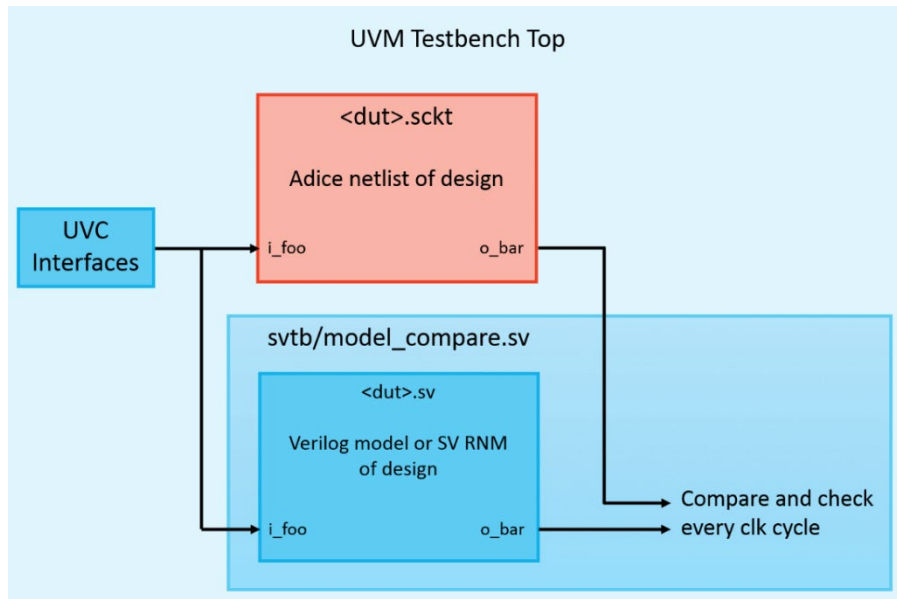 UVM Testbench Top
<dut>.sckt
Adice netlist of design
UVC
Interfaces
i_foo
o_bar
svtb/model_compare.sv
<dut>.sv
Verilog model or SV RNM
of design
i_foo
o_bar
Compare and check
every clk cycle